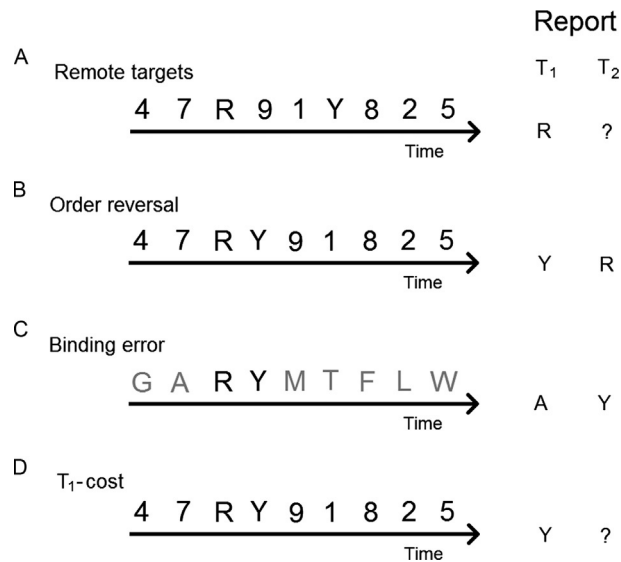 Report
A
Remote targets
T₁ T₂
4 7 R 9 1 Y 8 2 5
Time
R ?
B
Order reversal
4 7 R Y 9 1 8 2 5
Time
Y R
C
Binding error
G A R Y M T F L W
Time
A Y
D
T₁-cost
4 7 R Y 9 1 8 2 5
Time
Y ?